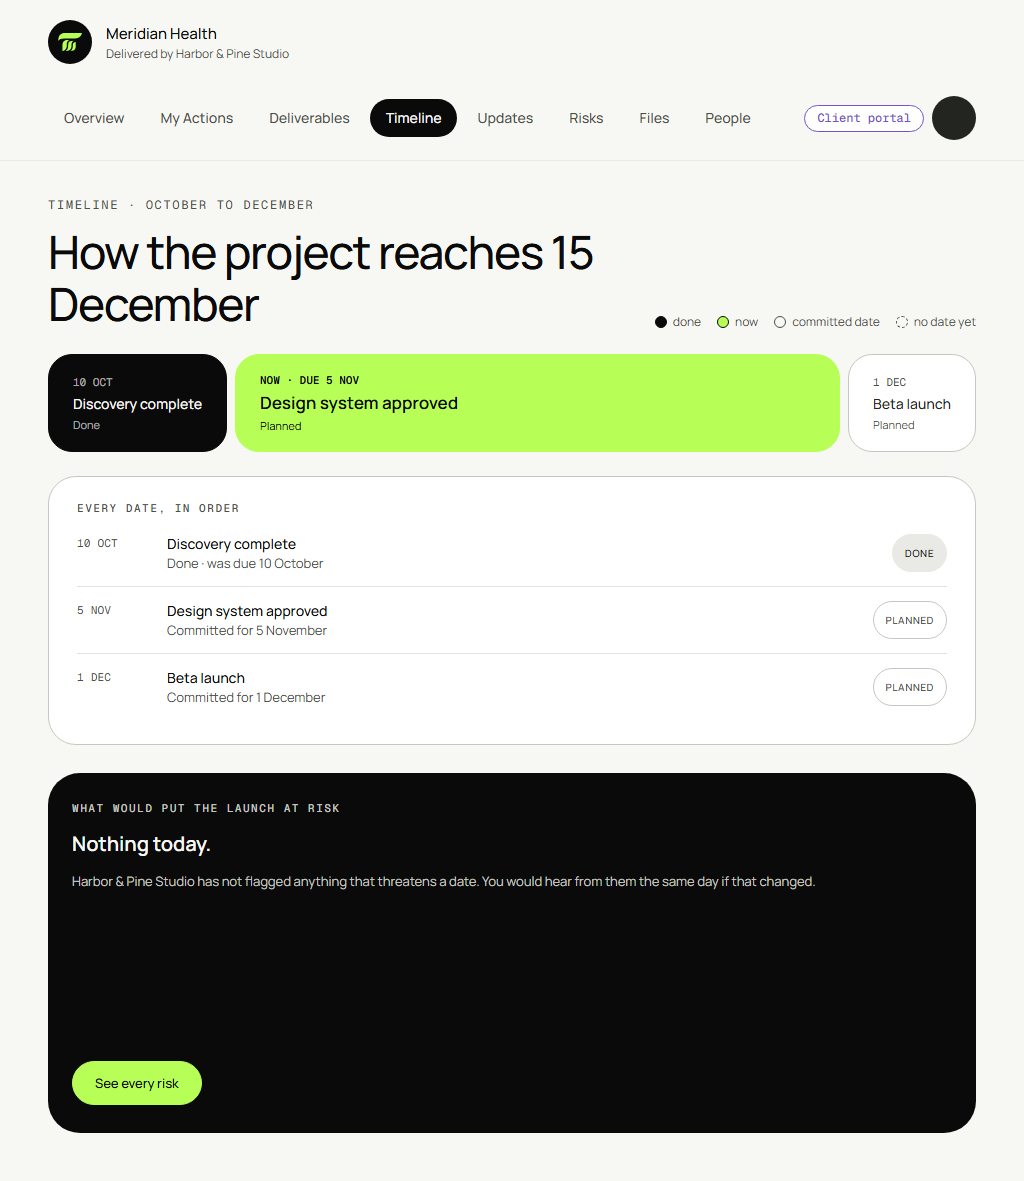 Meridian Health
Delivered by Harbor & Pine Studio
Overview
My Actions
Deliverables
Timeline
Updates
Risks
Files
People
Client portal
TIMELINE · OCTOBER TO DECEMBER
How the project reaches 15
December
done
now
committed date
no date yet
10 OCT
Discovery complete
Done
NOW · DUE 5 NOV
Design system approved
Planned
1 DEC
Beta launch
Planned
EVERY DATE, IN ORDER
10 OCT
Discovery complete
Done · was due 10 October
DONE
5 NOV
Design system approved
Committed for 5 November
PLANNED
1 DEC
Beta launch
Committed for 1 December
PLANNED
WHAT WOULD PUT THE LAUNCH AT RISK
Nothing today.
Harbor & Pine Studio has not flagged anything that threatens a date. You would hear from them the same day if that changed.
See every risk